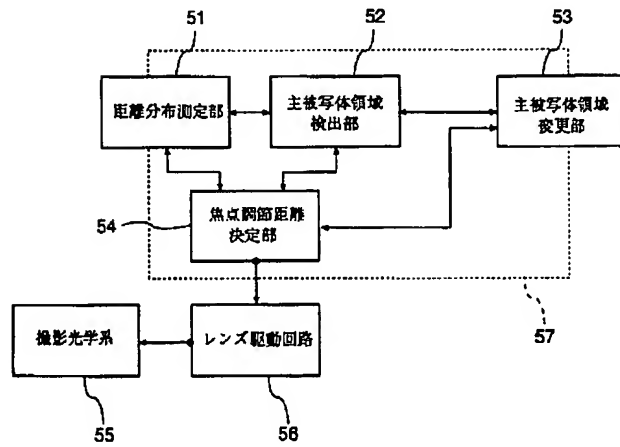 51
52
53
距離分布測定部
主被写体領域
検出部
主被写体領域
変更部
54
焦点調節距離
決定部
57
撮影光学系
レンズ駆動回路
55
56